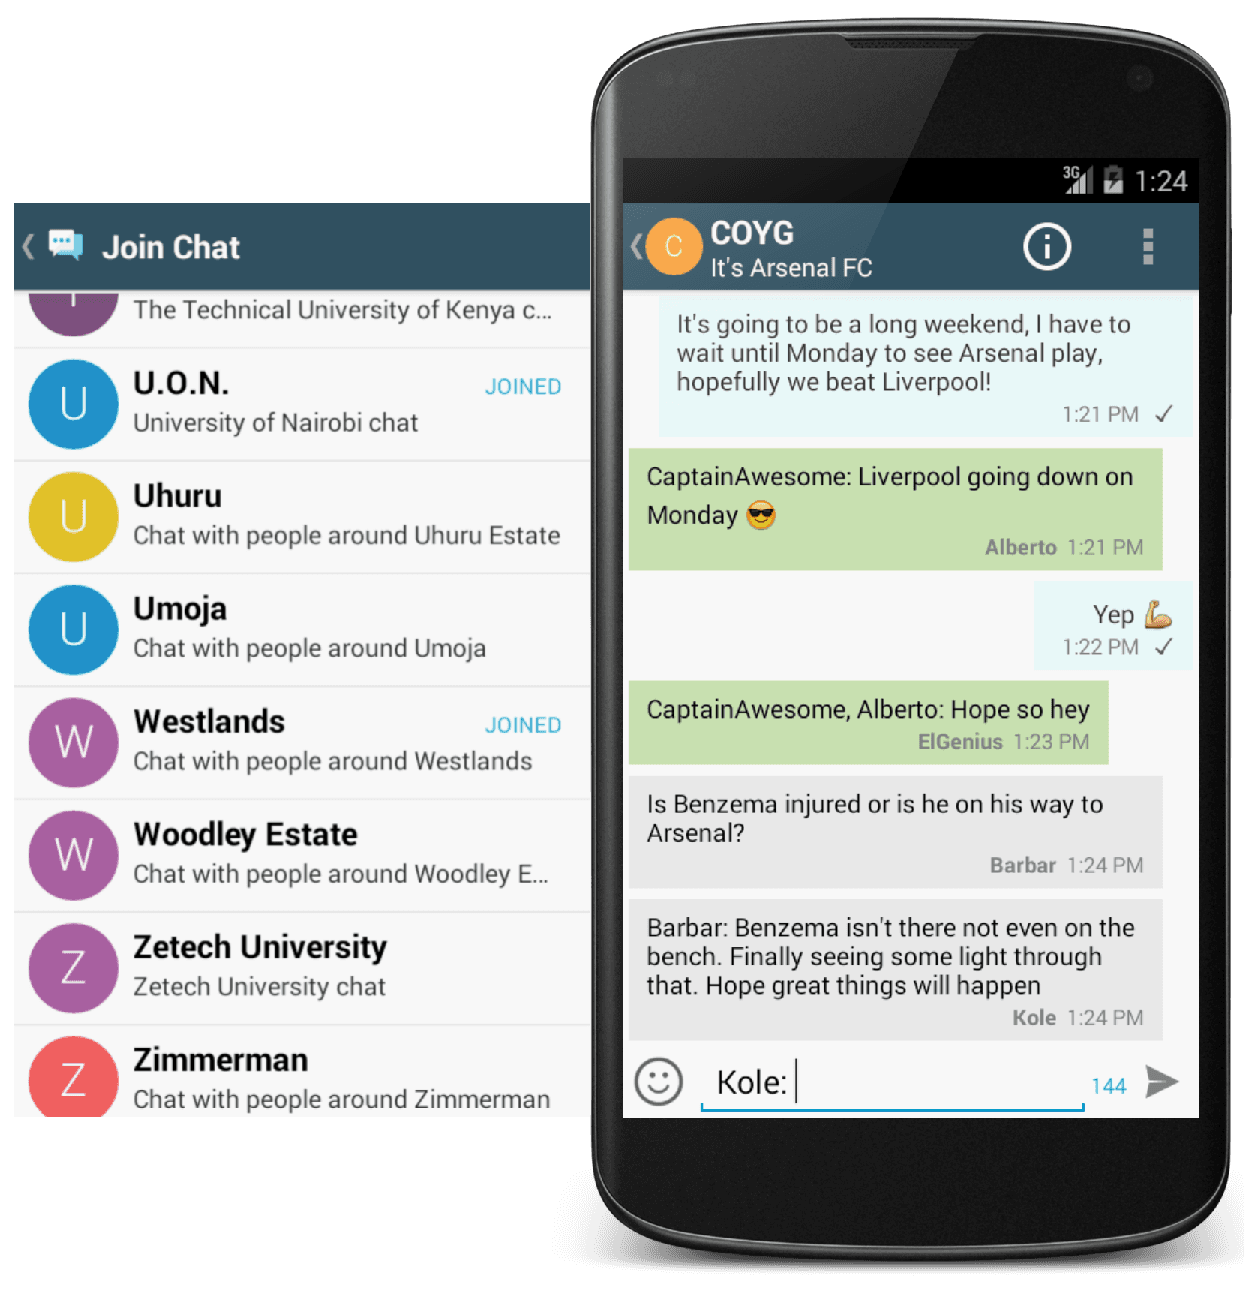 Join Chat
The Technical University of Kenya c...
U
U.O.N.
JOINED
University of Nairobi chat
U
Uhuru
Chat with people around Uhuru Estate
U
Umoja
Chat with people around Umoja
W
Westlands
JOINED
Chat with people around Westlands
W
Woodley Estate
Chat with people around Woodley E...
Z
Zetech University
Zetech University chat
Z
Zimmerman
Chat with people around Zimmerman
3G
1:24
C
COYG
It's Arsenal FC
It's going to be a long weekend, I have to
wait until Monday to see Arsenal play,
hopefully we beat Liverpool!
1:21 PM ✓
CaptainAwesome: Liverpool going down on
Monday 😎
Alberto 1:21 PM
Yep 💪
1:22 PM ✓
CaptainAwesome, Alberto: Hope so hey
ElGenius 1:23 PM
Is Benzema injured or is he on his way to
Arsenal?
Barbar 1:24 PM
Barbar: Benzema isn't there not even on the
bench. Finally seeing some light through
that. Hope great things will happen
Kole 1:24 PM
Kole:
144